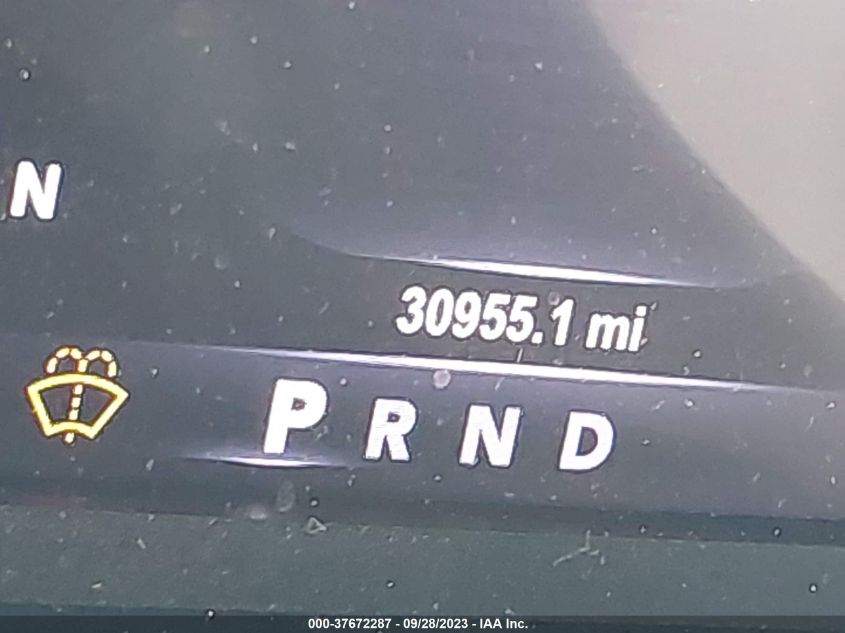 N
30955.1 mi
P R N D
000-37672287 - 09/28/2023 - IAA Inc.